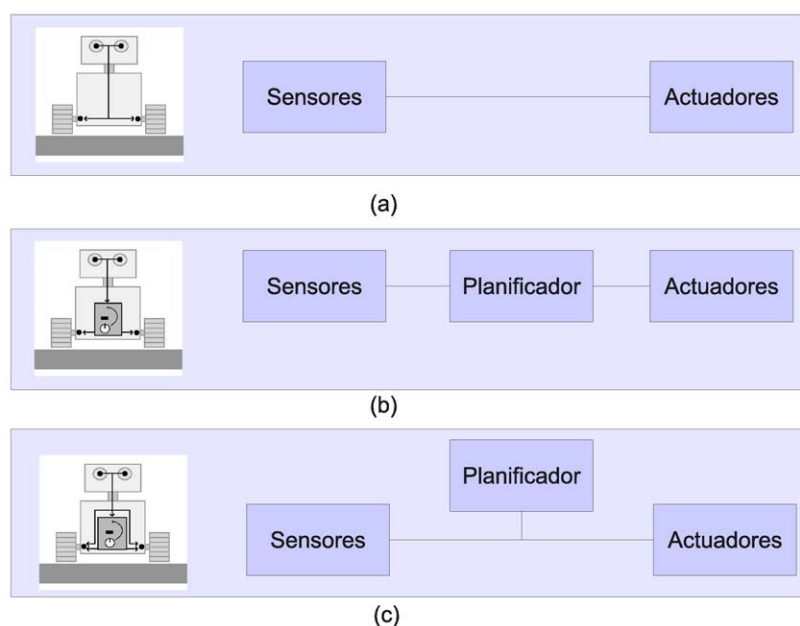 Sensores
Actuadores
(a)
Sensores
Planificador
Actuadores
(b)
Planificador
Sensores
Actuadores
(c)